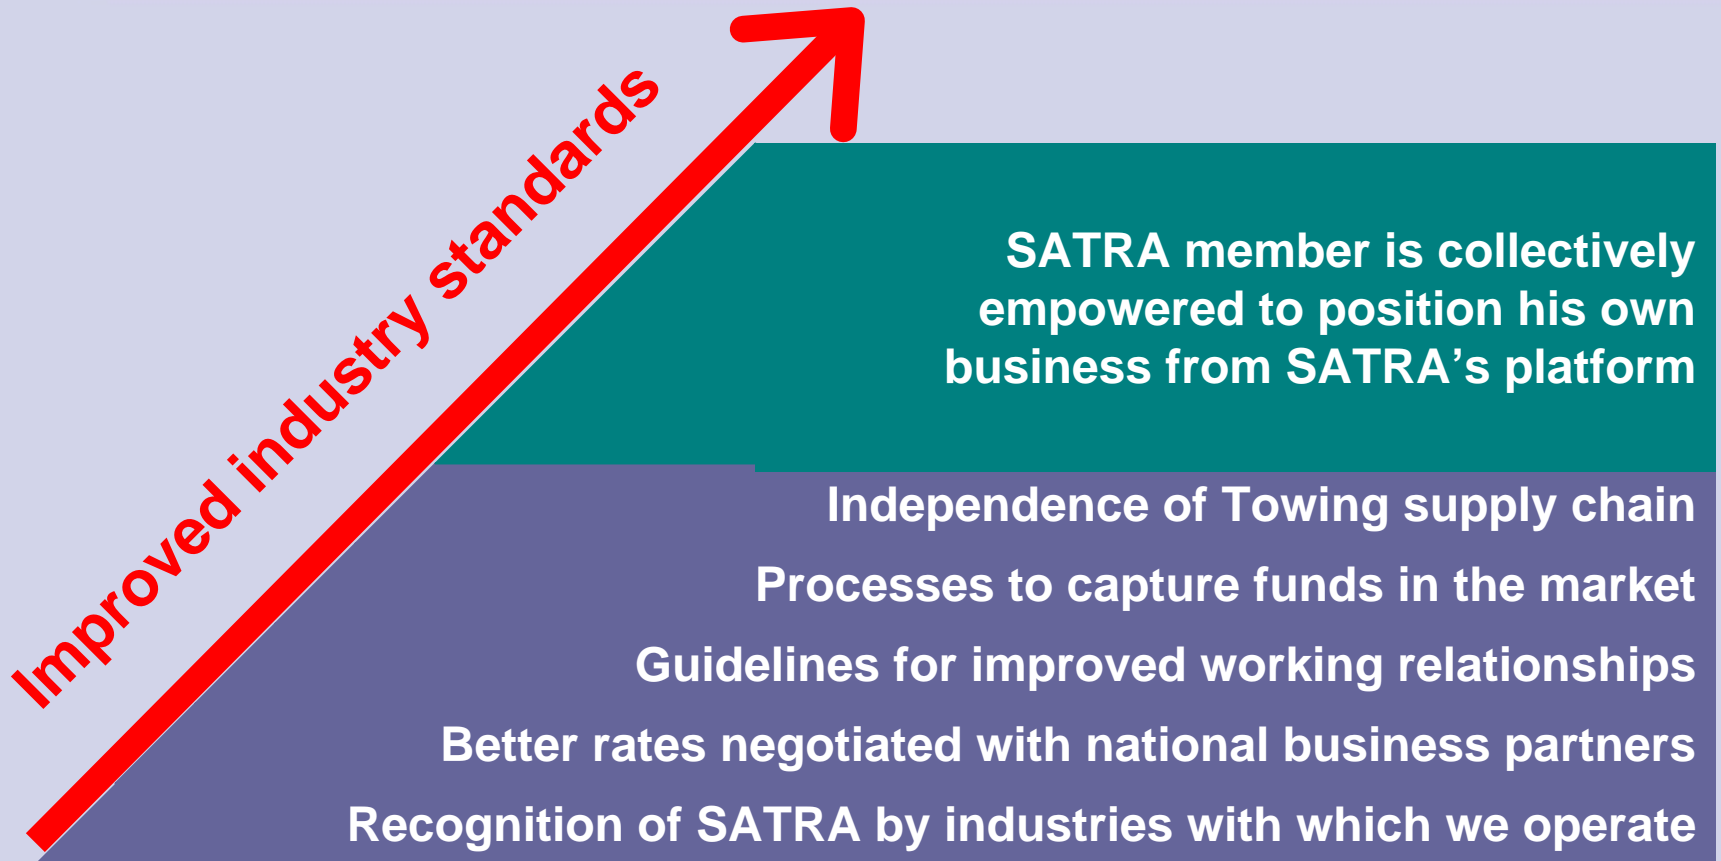 Improved industry standards
SATRA member is collectively
empowered to position his own
business from SATRA’s platform
Independence of Towing supply chain
Processes to capture funds in the market
Guidelines for improved working relationships
Better rates negotiated with national business partners
Recognition of SATRA by industries with which we operate